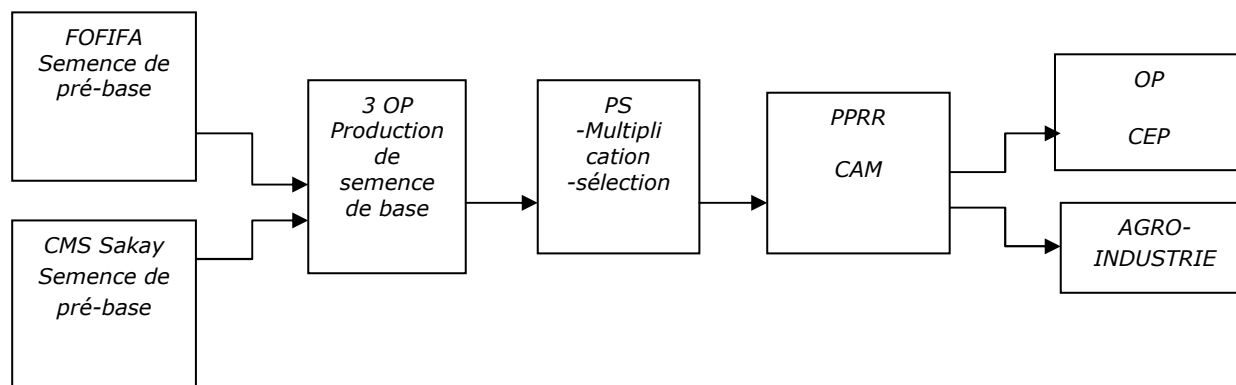 FOFIFA
Semence de
pré-base
CMS Sakay
Semence de
pré-base
3 OP
Production
de
semence
de base
PS
-Multipli
cation
-sélection
PPRR
CAM
OP
CEP
AGRO-
INDUSTRIE